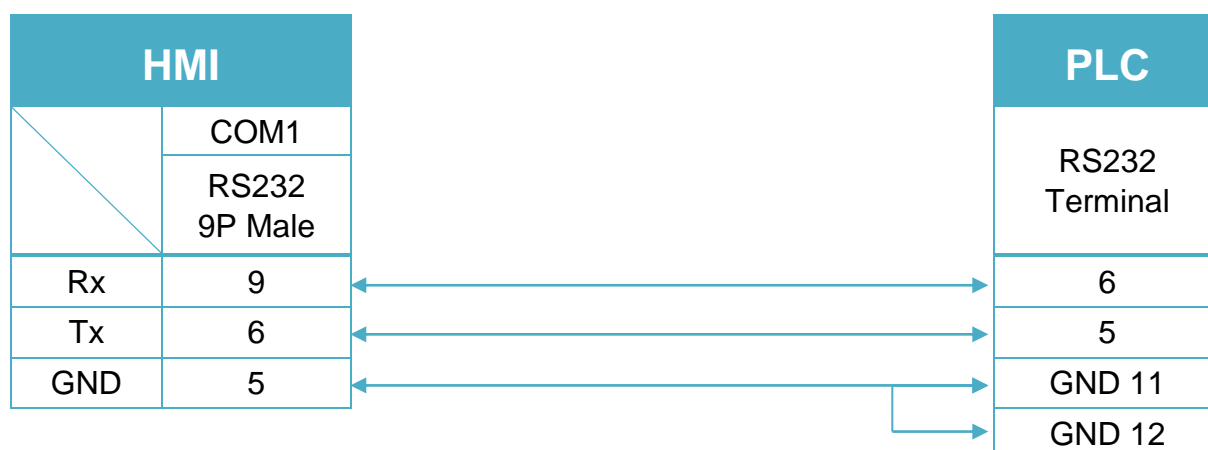 HMI
PLC
COM1
RS232
9P Male
RS232
Terminal
Rx 9 6
Tx 6 5
GND 5 GND 11
GND 12